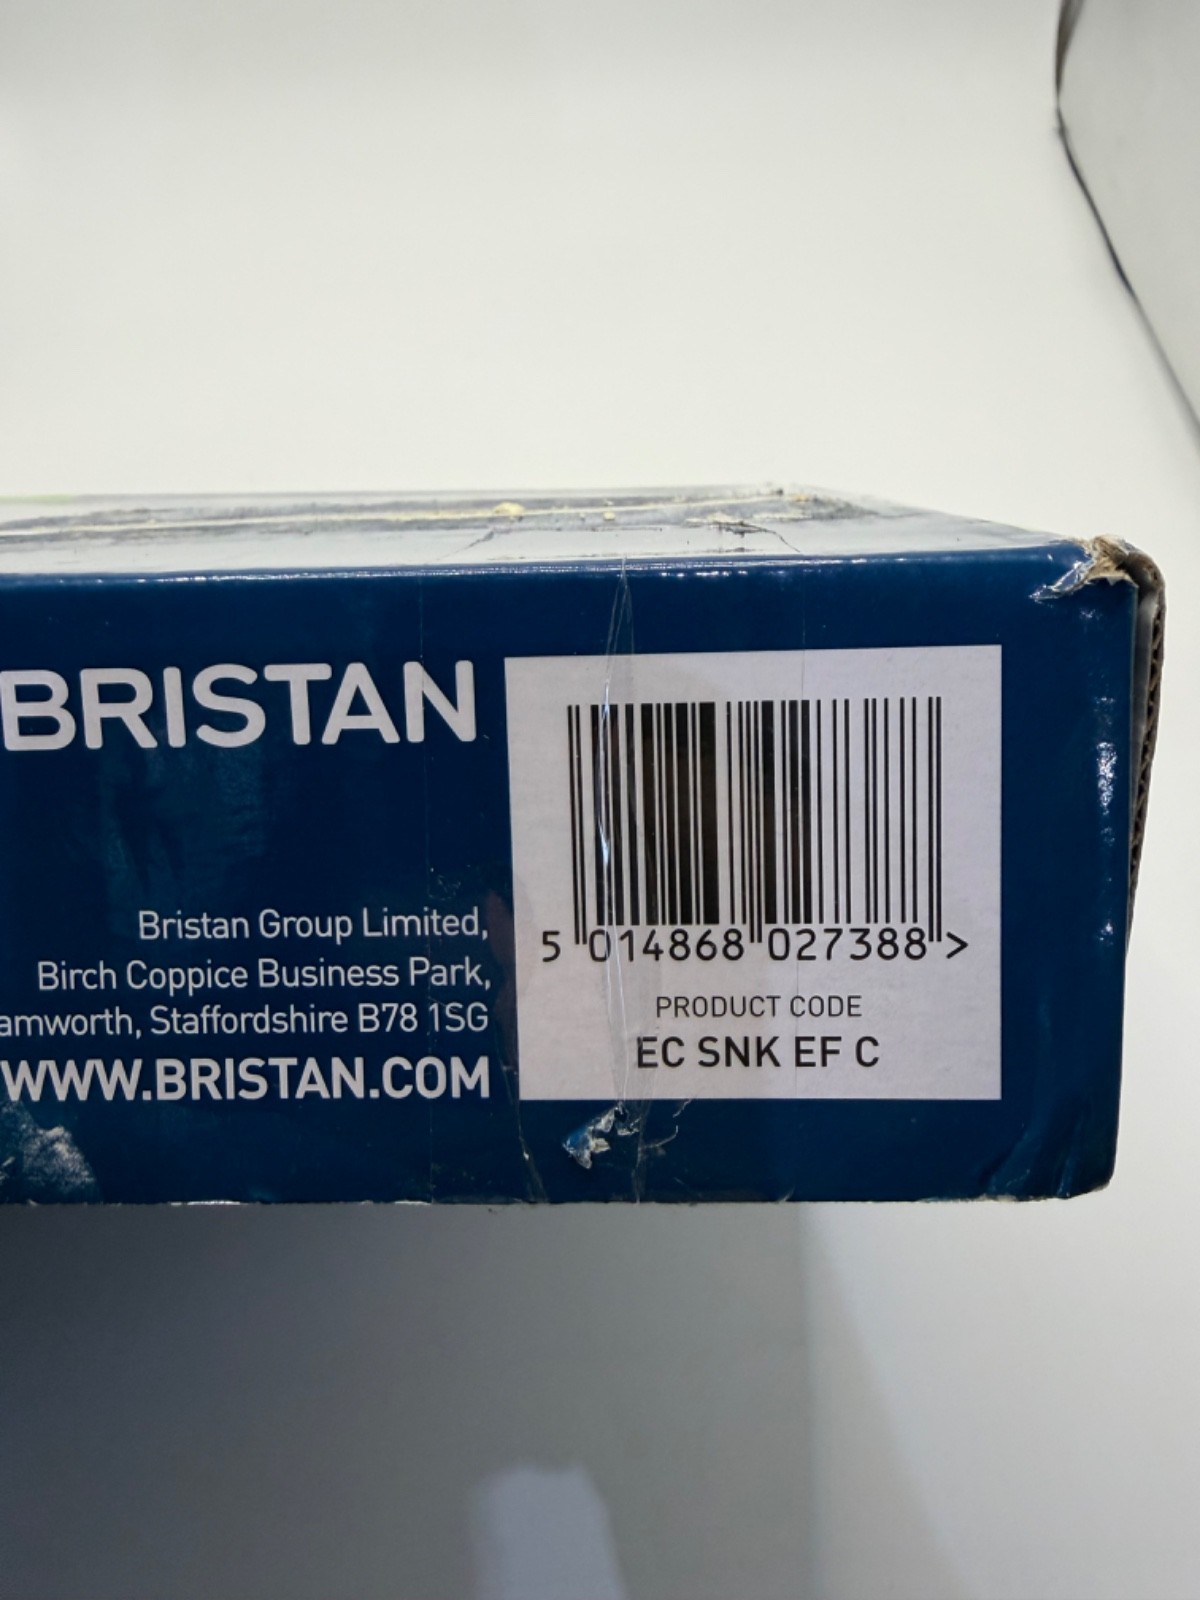 BRISTAN
Bristan Group Limited,
Birch Coppice Business Park,
amworth, Staffordshire B78 1SG
WWW.BRISTAN.COM
5 014868 027388 >
PRODUCT CODE
EC SNK EF C